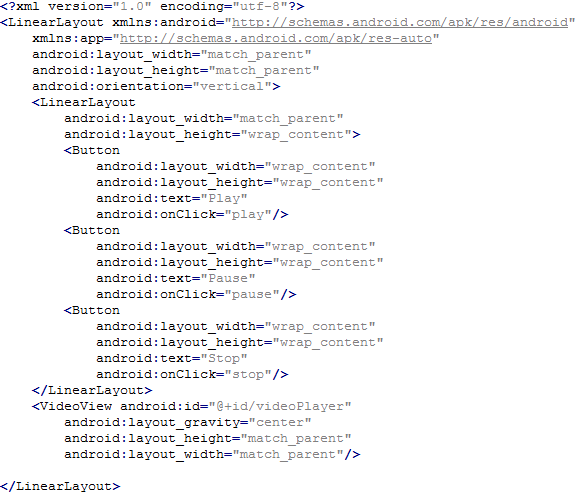 <?xml version="1.0" encoding="utf-8"?>
<LinearLayout xmlns:android="http://schemas.android.com/apk/res/android"
    xmlns:app="http://schemas.android.com/apk/res-auto"
    android:layout_width="match_parent"
    android:layout_height="match_parent"
    android:orientation="vertical">
    <LinearLayout
        android:layout_width="match_parent"
        android:layout_height="wrap_content">
        <Button
            android:layout_width="wrap_content"
            android:layout_height="wrap_content"
            android:text="Play"
            android:onClick="play"/>
        <Button
            android:layout_width="wrap_content"
            android:layout_height="wrap_content"
            android:text="Pause"
            android:onClick="pause"/>
        <Button
            android:layout_width="wrap_content"
            android:layout_height="wrap_content"
            android:text="Stop"
            android:onClick="stop"/>
    </LinearLayout>
    <VideoView android:id="@+id/videoPlayer"
        android:layout_gravity="center"
        android:layout_height="match_parent"
        android:layout_width="match_parent"/>

</LinearLayout>